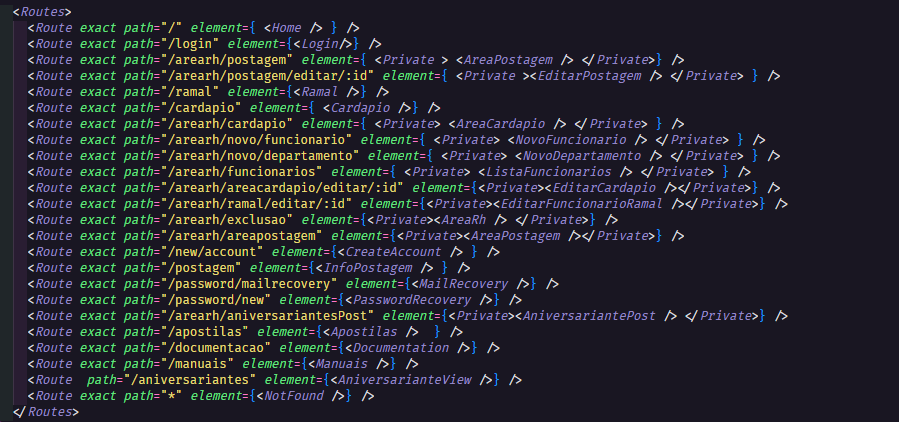 <Routes>
<Route exact path="/" element={ <Home /> } />
<Route exact path="/login" element={<Login/>} />
<Route exact path="/arearh/postagem" element={ <Private > <AreaPostagem /> </Private>} />
<Route exact path="/arearh/postagem/editar/:id" element={ <Private ><EditarPostagem /> </Private> } />
<Route exact path="/ramal" element={<Ramal />} />
<Route exact path="/cardapio" element={ <Cardapio />} />
<Route exact path="/arearh/cardapio" element={ <Private> <AreaCardapio /> </Private> } />
<Route exact path="/arearh/novo/funcionario" element={ <Private> <NovoFuncionario /> </Private> } />
<Route exact path="/arearh/novo/departamento" element={ <Private> <NovoDepartamento /> </Private> } />
<Route exact path="/arearh/funcionarios" element={ <Private> <ListaFuncionarios /> </Private> } />
<Route exact path="/arearh/areacardapio/editar/:id" element={<Private><EditarCardapio /></Private>} />
<Route exact path="/arearh/ramal/editar/:id" element={<Private><EditarFuncionarioRamal /></Private>} />
<Route exact path="/arearh/exclusao" element={<Private><AreaRh /> </Private>} />
<Route exact path="/arearh/areapostagem" element={<Private><AreaPostagem /></Private>} />
<Route exact path="/new/account" element={<CreateAccount /> } />
<Route exact path="/postagem" element={<InfoPostagem /> } />
<Route exact path="/password/mailrecovery" element={<MailRecovery />} />
<Route exact path="/password/new" element={<PasswordRecovery />} />
<Route exact path="/arearh/aniversariantesPost" element={<Private><AniversariantePost /> </Private>} />
<Route exact path="/apostilas" element={<Apostilas />  } />
<Route exact path="/documentacao" element={<Documentation />} />
<Route exact path="/manuais" element={<Manuais />} />
<Route  path="/aniversariantes" element={<AniversarianteView />} />
<Route exact path="*" element={<NotFound />} />
</Routes>